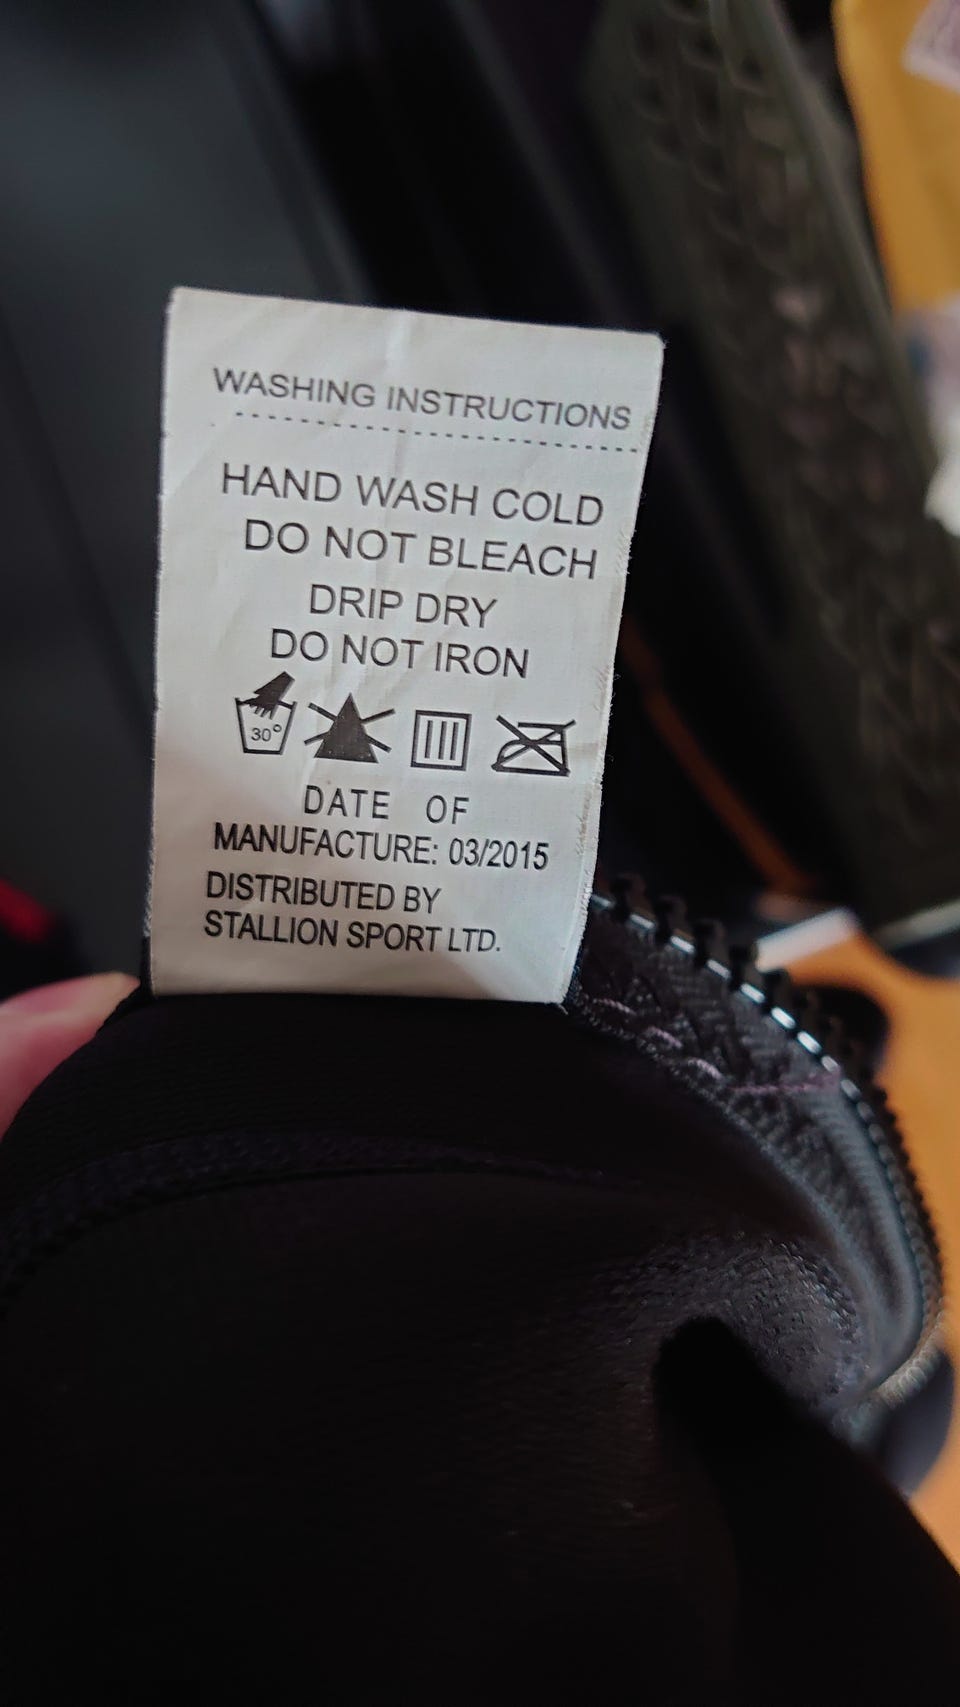 WASHING INSTRUCTIONS
HAND WASH COLD
DO NOT BLEACH
DRIP DRY
DO NOT IRON
30°
DATE OF
MANUFACTURE: 03/2015
DISTRIBUTED BY
STALLION SPORT LTD.